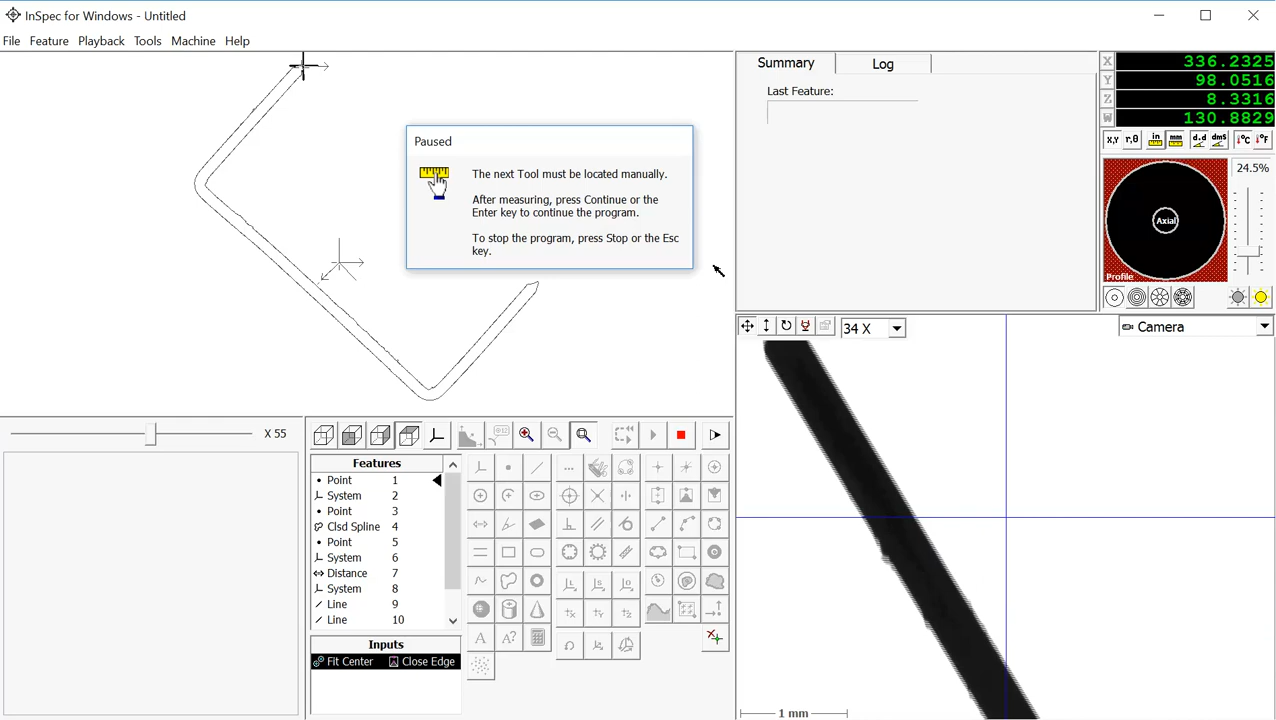 InSpec for Windows - Untitled
File Feature Playback Tools Machine Help
Paused
The next Tool must be located manually.
After measuring, press Continue or the
Enter key to continue the program.
To stop the program, press Stop or the Esc
key.
Summary Log
Last Feature:
X 336.2325
Y 98.0516
Z 8.3316
W 130.8829
x,y r,θ in mm d.d dms °C °F
24.5%
Axial
Profile
34 X
Camera
1 mm
X 55
Features
Point 1
System 2
Point 3
Clsd Spline 4
Point 5
System 6
Distance 7
System 8
Line 9
Line 10
Inputs
Fit Center Close Edge
L S D
x Y Y
A A?